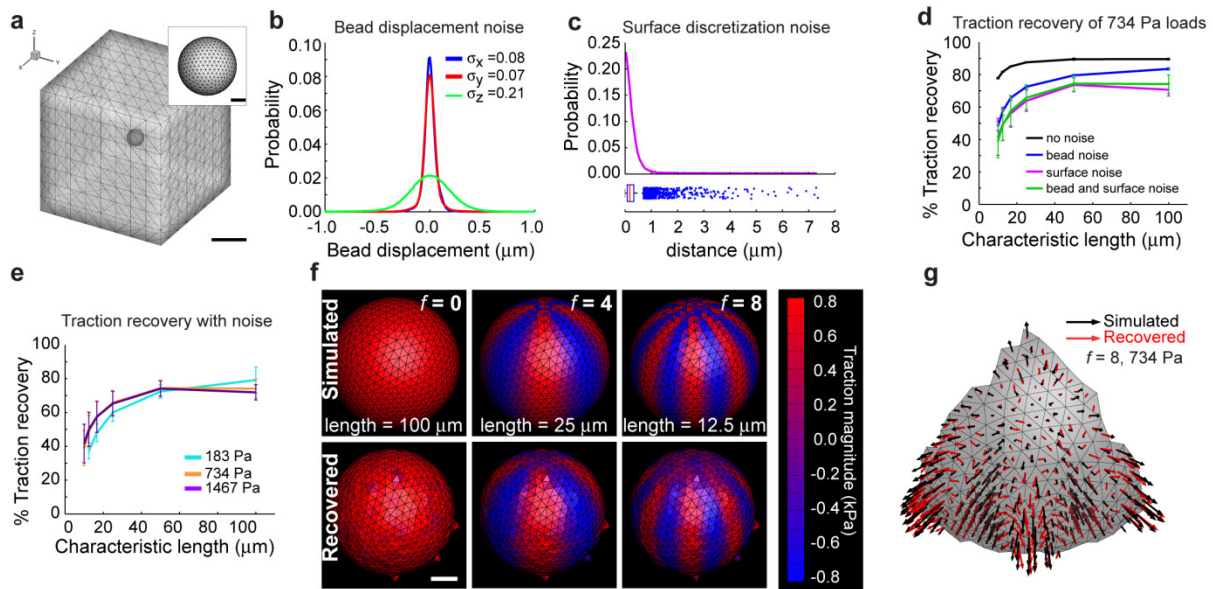 a
Z
X
Y
b
Bead displacement noise
0.12
0.10
0.08
0.06
0.04
0.02
0.00
Probability
σx =0.08
σy =0.07
σz =0.21
-1.0
-0.5
0.0
0.5
1.0
Bead displacement (μm)
c
Surface discretization noise
0.25
0.20
0.15
0.10
0.05
0.00
Probability
0 1 2 3 4 5 6 7 8
distance (μm)
d
Traction recovery of 734 Pa loads
100
80
60
40
20
0
% Traction recovery
no noise
bead noise
surface noise
bead and surface noise
0 20 40 60 80 100
Characteristic length (μm)
e
Traction recovery with noise
100
80
60
40
20
0
% Traction recovery
183 Pa
734 Pa
1467 Pa
0 20 40 60 80 100
Characteristic length (μm)
f
Simulated
f = 0
f = 4
f = 8
length = 100 μm
length = 25 μm
length = 12.5 μm
Recovered
0.8
0.6
0.4
0.2
0.0
-0.2
-0.4
-0.6
-0.8
Traction magnitude (kPa)
g
Simulated
Recovered
f = 8, 734 Pa